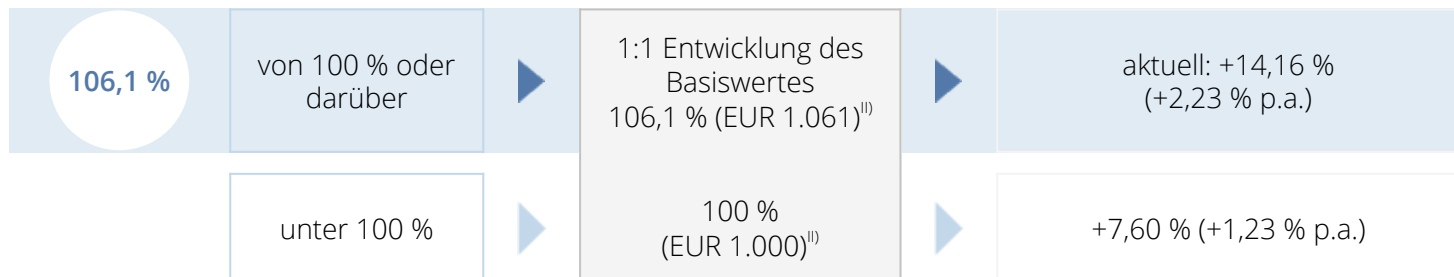 106,1 %
von 100 % oder
darüber
1:1 Entwicklung des
Basiswertes
106,1 % (EUR 1.061)II)
aktuell: +14,16 %
(+2,23 % p.a.)
unter 100 %
100 %
(EUR 1.000)II)
+7,60 % (+1,23 % p.a.)